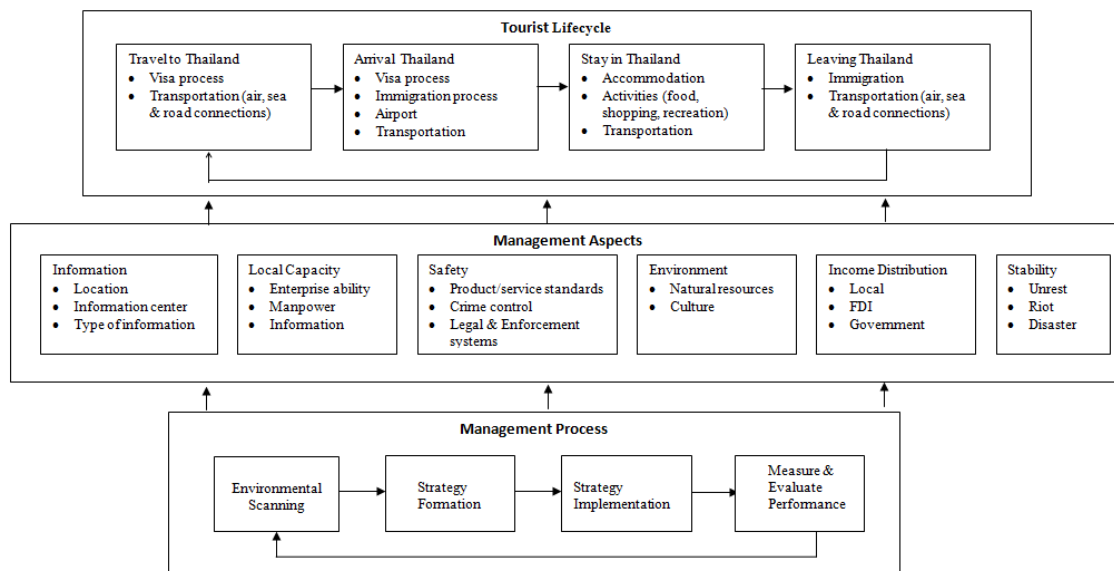 Tourist Lifecycle
Travel to Thailand
• Visa process
• Transportation (air, sea
& road connections)
Arrival Thailand
• Visa process
• Immigration process
• Airport
• Transportation
Stay in Thailand
• Accommodation
• Activities (food,
shopping, recreation)
• Transportation
Leaving Thailand
• Immigration
• Transportation (air, sea
& road connections)
Management Aspects
Information
• Location
• Information center
• Type of information
Local Capacity
• Enterprise ability
• Manpower
• Information
Safety
• Product/service standards
• Crime control
• Legal & Enforcement
systems
Environment
• Natural resources
• Culture
Income Distribution
• Local
• FDI
• Government
Stability
• Unrest
• Riot
• Disaster
Management Process
Environmental
Scanning
Strategy
Formation
Strategy
Implementation
Measure &
Evaluate
Performance